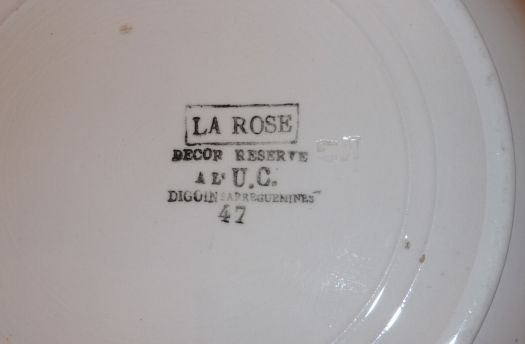 LA ROSE
DECOR RESERVE
A L' U.C.
DIGOIN SARREGUEMINES
47